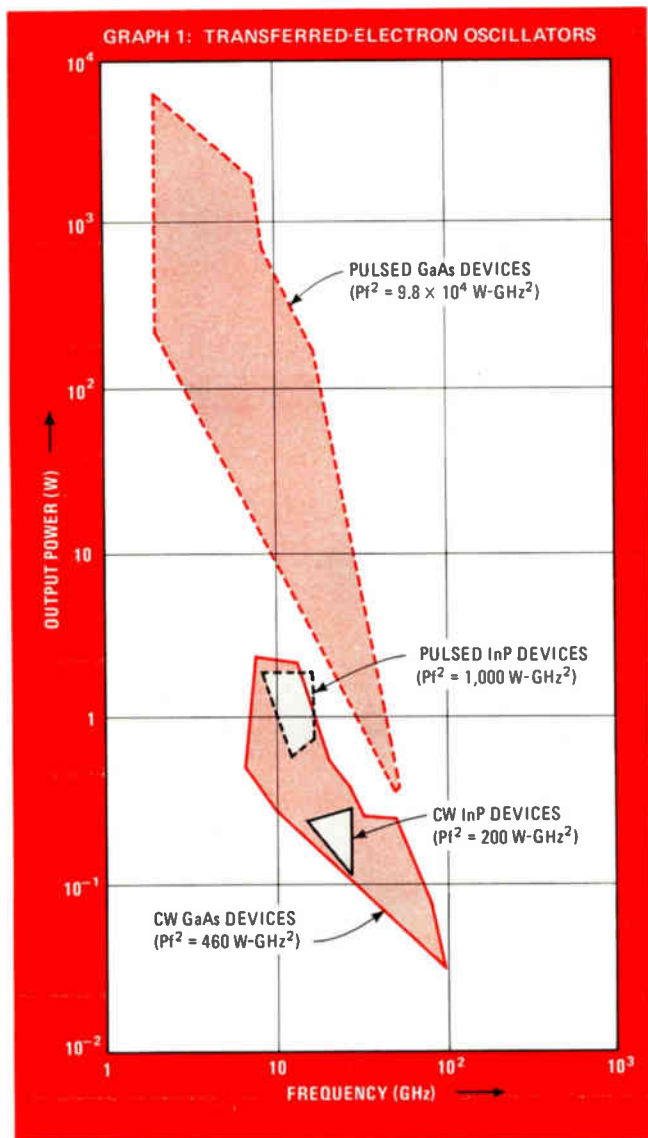 GRAPH 1: TRANSFERRED-ELECTRON OSCILLATORS
10⁴
10³
PULSED GaAs DEVICES
(Pf² = 9.8 × 10⁴ W-GHz²)
10²
OUTPUT POWER (W)
10
PULSED InP DEVICES
(Pf² = 1,000 W-GHz²)
1
CW InP DEVICES
(Pf² = 200 W-GHz²)
10⁻¹
CW GaAs DEVICES
(Pf² = 460 W-GHz²)
10⁻²
1
10
10²
10³
FREQUENCY (GHz)